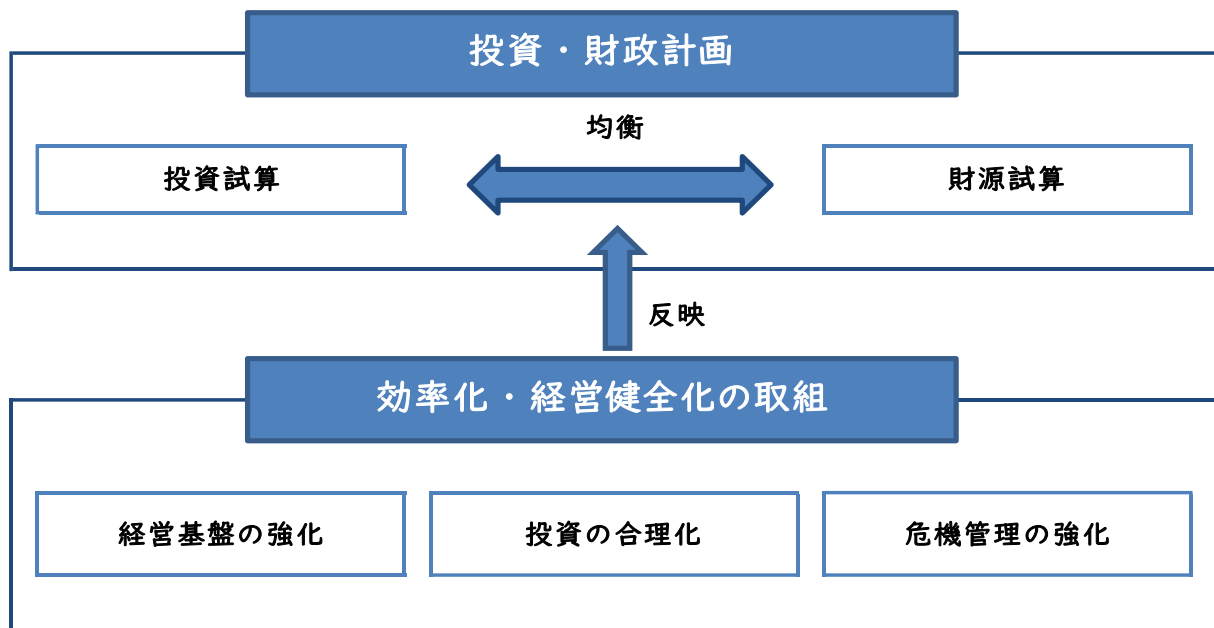 投資・財政計画
均衡
投資試算
財源試算
反映
効率化・経営健全化の取組
経営基盤の強化
投資の合理化
危機管理の強化